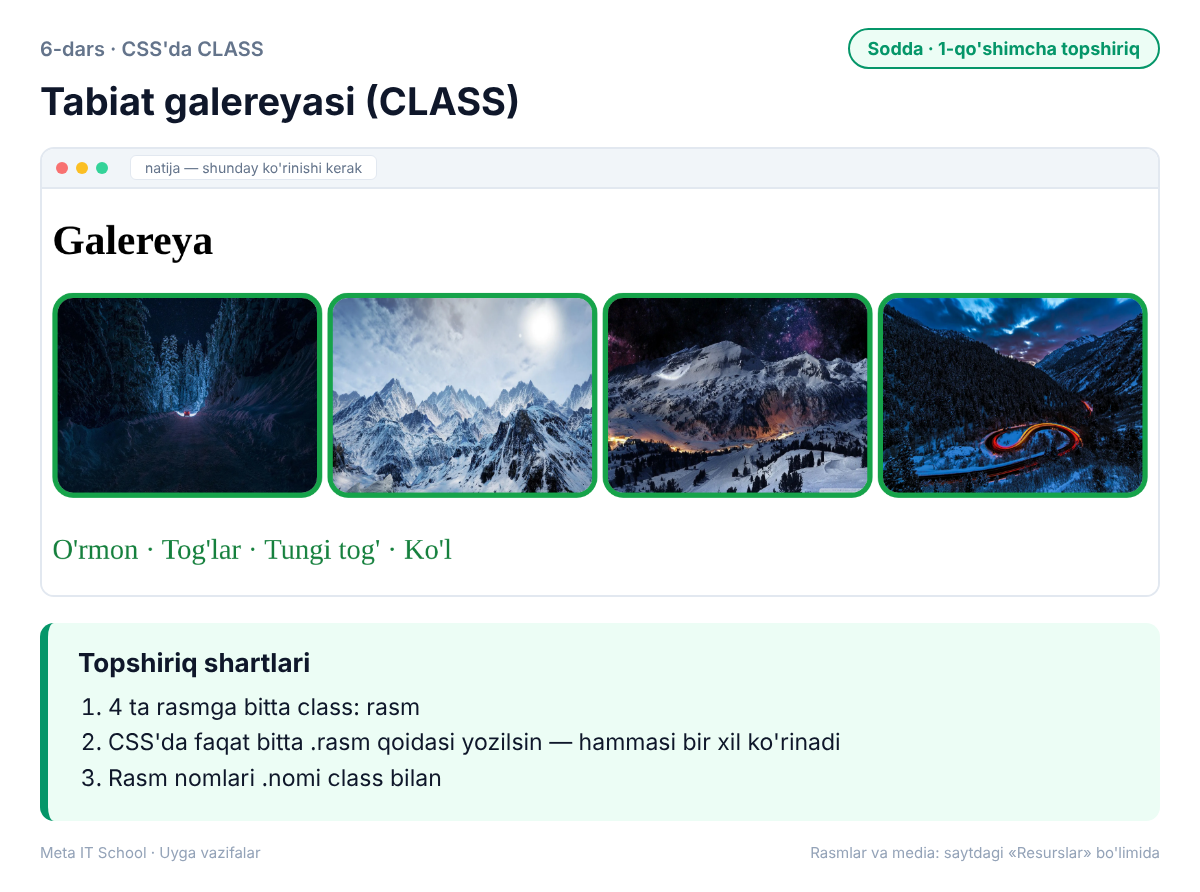 6-dars · CSS'da CLASS
Sodda · 1-qo'shimcha topshiriq
Tabiat galereyasi (CLASS)
natija — shunday ko'rinishi kerak
Galereya
O'rmon · Tog'lar · Tungi tog' · Ko'l
Topshiriq shartlari
1. 4 ta rasmga bitta class: rasm
2. CSS'da faqat bitta .rasm qoidasi yozilsin — hammasi bir xil ko'rinadi
3. Rasm nomlari .nomi class bilan
Meta IT School · Uyga vazifalar
Rasmlar va media: saytdagi «Resurslar» bo'limida